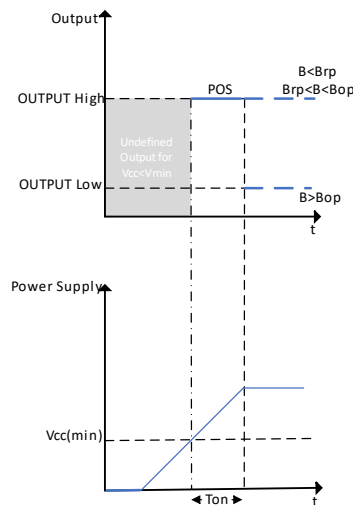 Output
B<Brp
POS
Brp<B<Bop
OUTPUT High
Undefined
Output for
Vcc<Vmin
OUTPUT Low
B>Bop
t
Power Supply
Vcc(min)
Ton
t